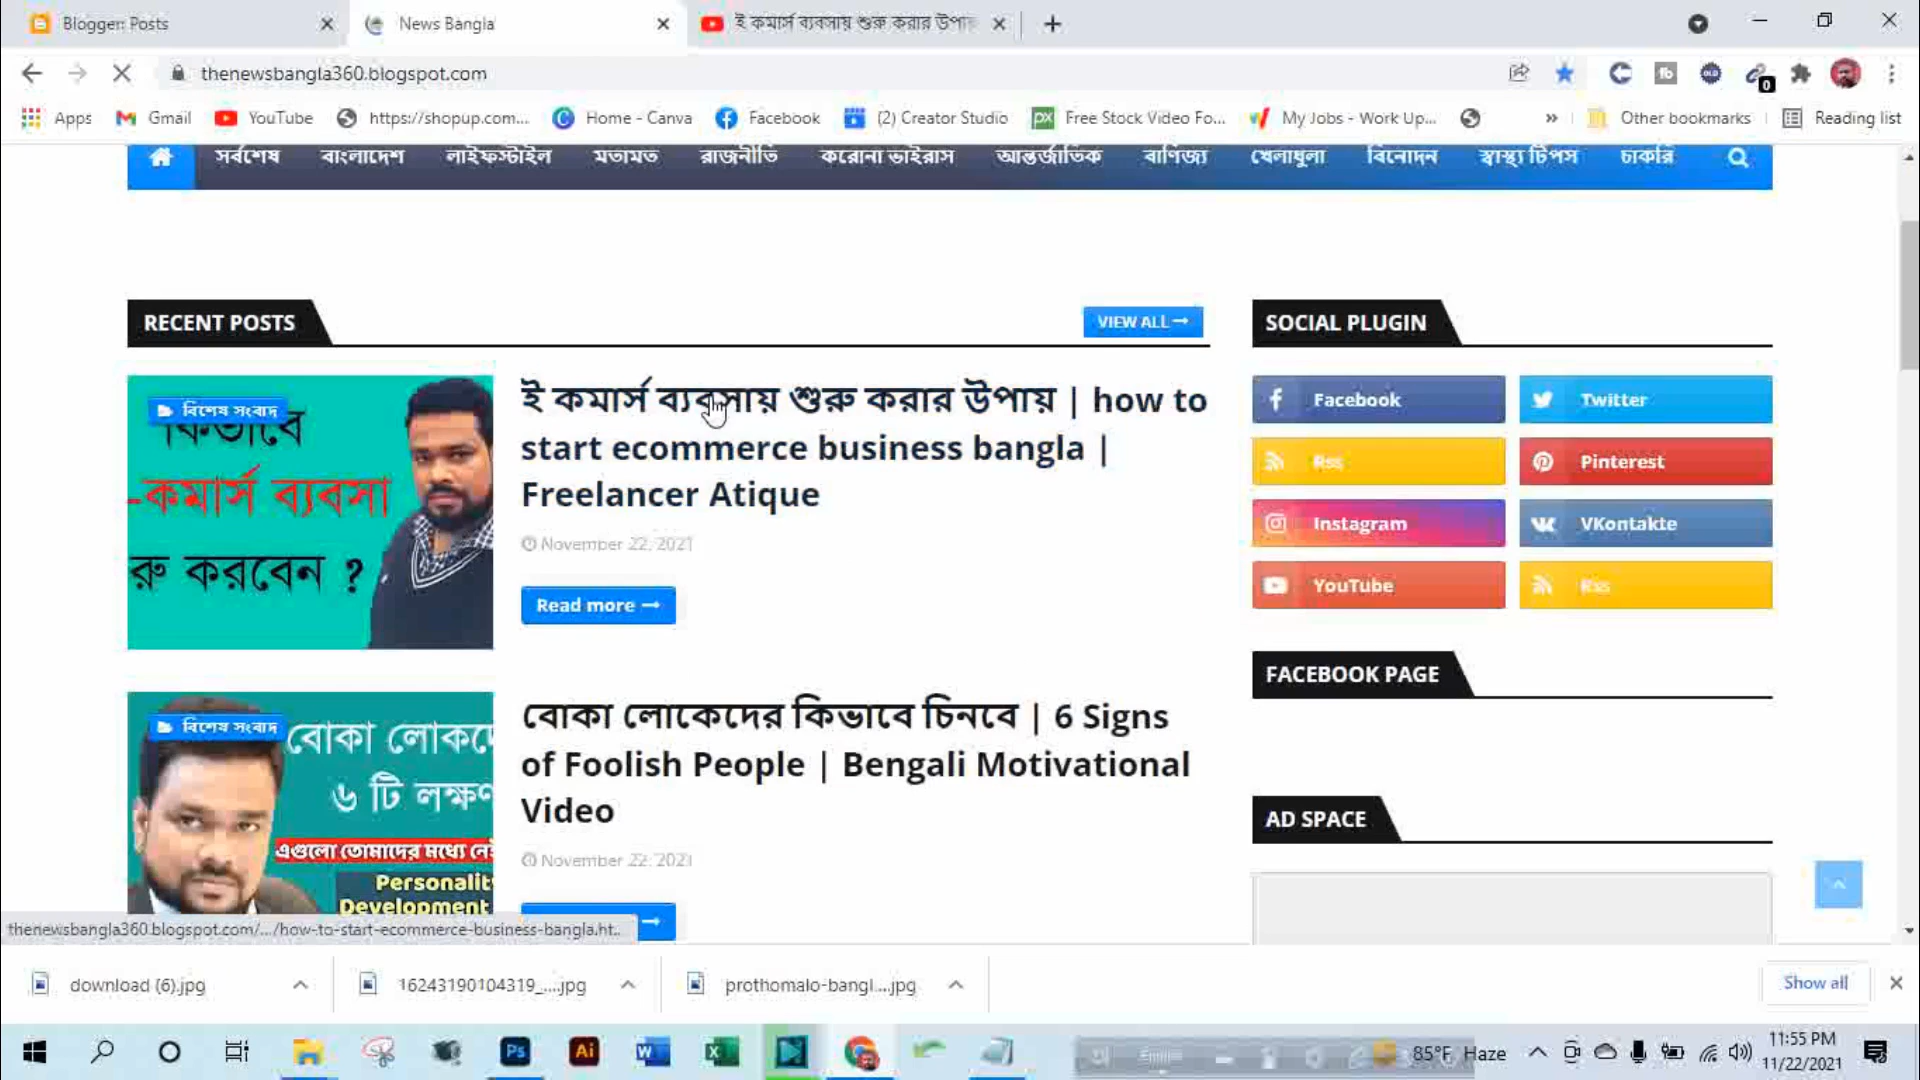 Blogger: Posts
News Bangla
ই কমার্স ব্যবসায় শুরু করার উপায়
thenewsbangla360.blogspot.com
Apps
Gmail
YouTube
https://shopup.com...
Home - Canva
Facebook
(2) Creator Studio
Free Stock Video Fo...
My Jobs - Work Up...
»
Other bookmarks
Reading list
সর্বশেষ
বাংলাদেশ
লাইফস্টাইল
মতামত
রাজনীতি
করোনা ভাইরাস
আন্তর্জাতিক
বাণিজ্য
খেলাধুলা
বিনোদন
স্বাস্থ্য টিপস
চাকরি
RECENT POSTS
VIEW ALL
বিশেষ সংবাদ
কিভাবে
-কমার্স ব্যবসা
রু করবেন ?
ই কমার্স ব্যবসায় শুরু করার উপায় | how to
start ecommerce business bangla |
Freelancer Atique
November 22, 2021
Read more
বিশেষ সংবাদ
বোকা লোকদে
৬ টি লক্ষণ
এগুলো তোমাদের মধ্যে নেই
Personalit
Development
বোকা লোকেদের কিভাবে চিনবে | 6 Signs
of Foolish People | Bengali Motivational
Video
November 22, 2021
SOCIAL PLUGIN
Facebook
Twitter
Rss
Pinterest
Instagram
VKontakte
YouTube
Rss
FACEBOOK PAGE
AD SPACE
thenewsbangla360.blogspot.com/.../how-to-start-ecommerce-business-bangla.ht...
download (6).jpg
16243190104319_....jpg
prothomalo-bangl....jpg
Show all
85°F Haze
11:55 PM
11/22/2021